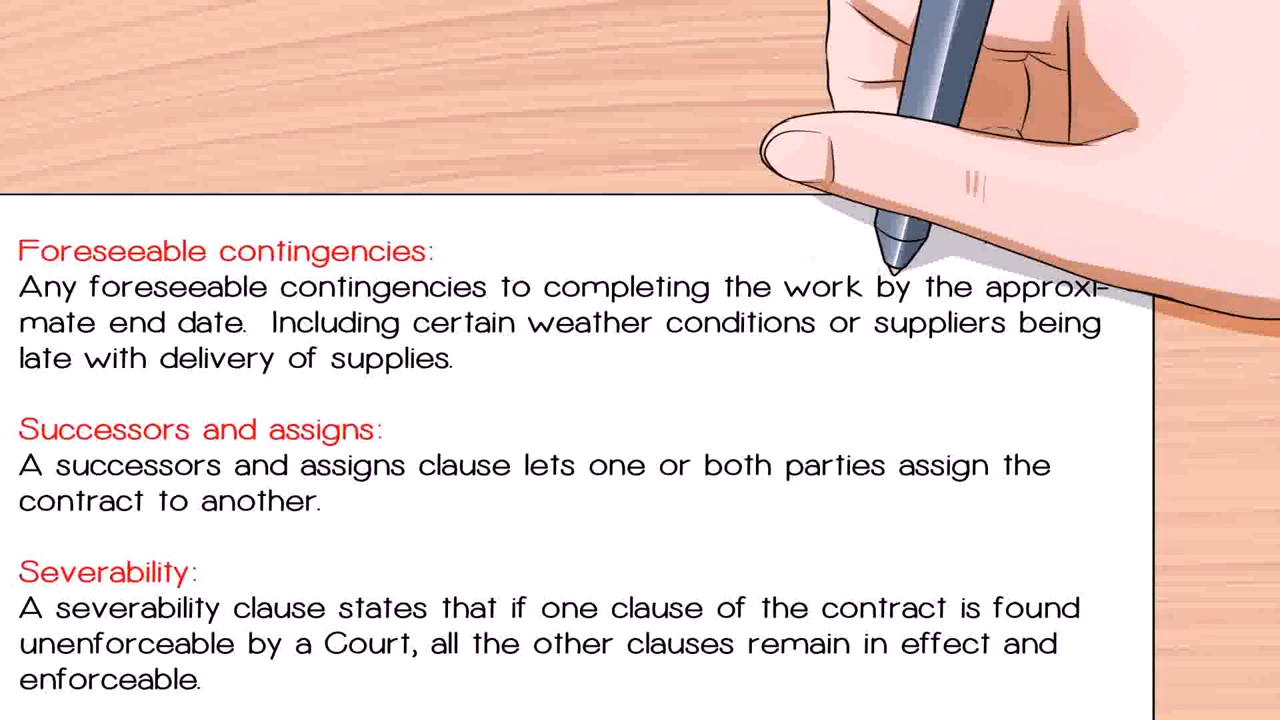 Foreseeable contingencies:
Any foreseeable contingencies to completing the work by the approxi-
mate end date.  Including certain weather conditions or suppliers being
late with delivery of supplies.
Successors and assigns:
A successors and assigns clause lets one or both parties assign the
contract to another.
Severability:
A severability clause states that if one clause of the contract is found
unenforceable by a Court, all the other clauses remain in effect and
enforceable.